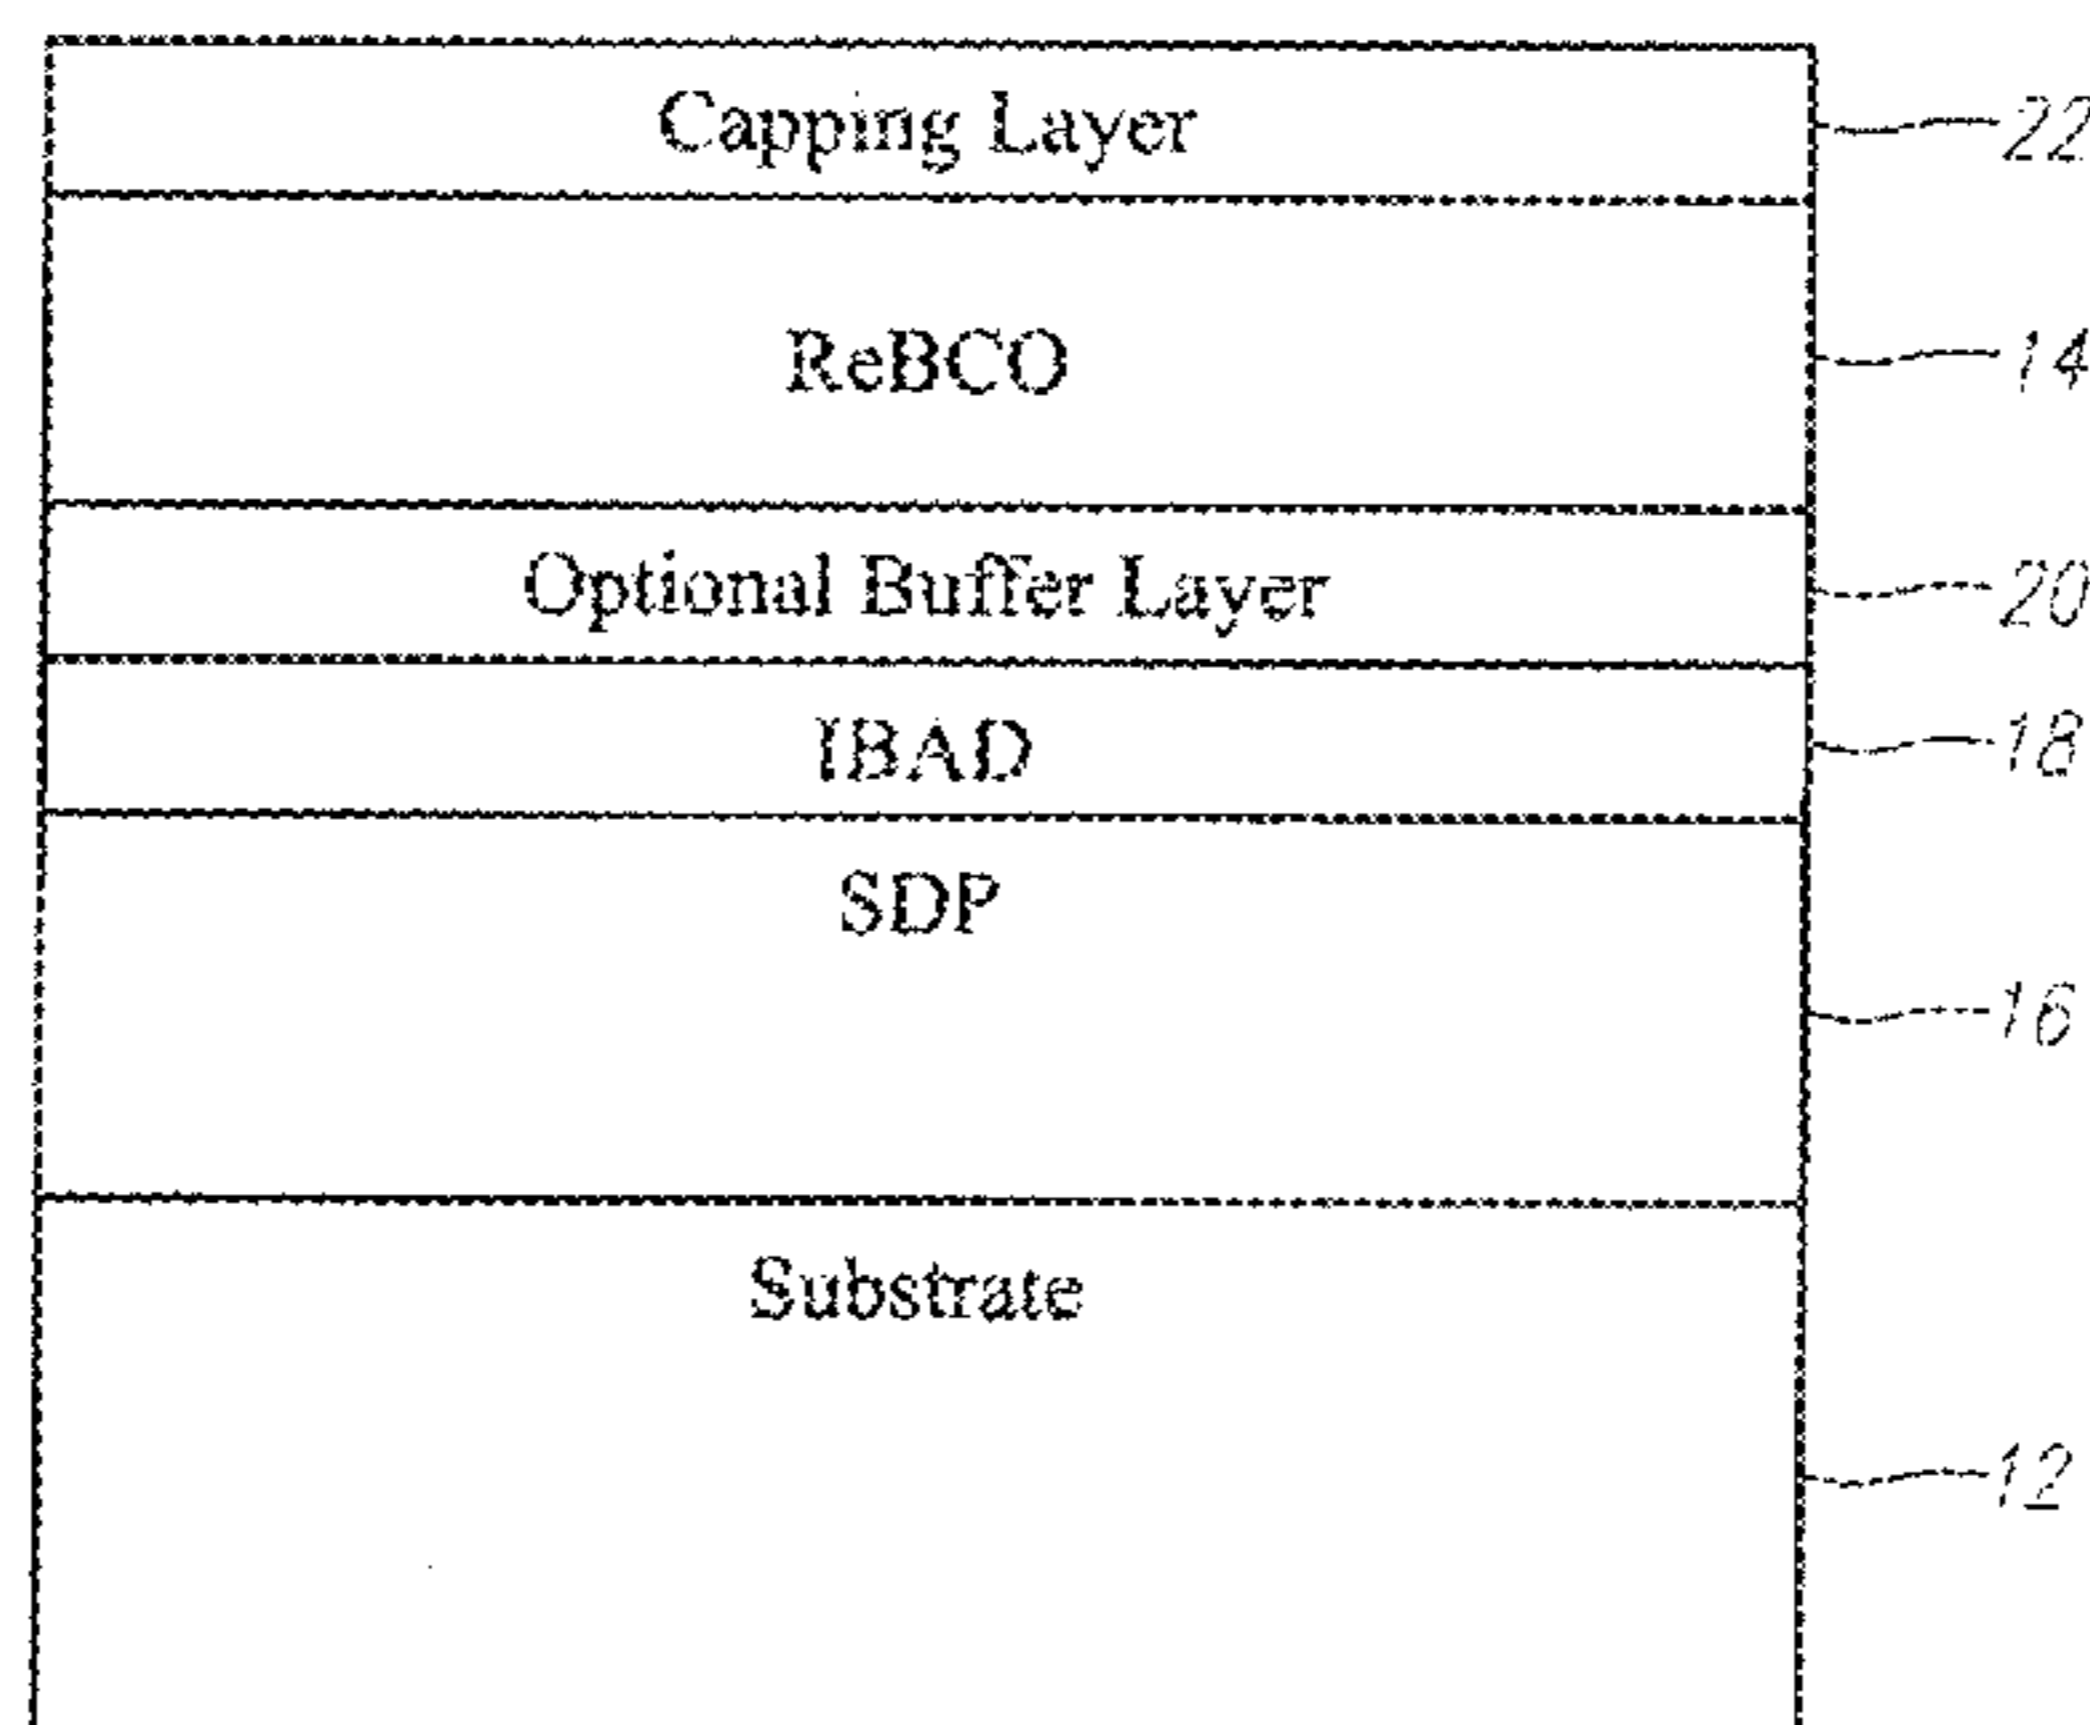 Capping Layer 22
ReBCO 14
Optional Buffer Layer 20
IBAD 18
SDP
16
Substrate
12